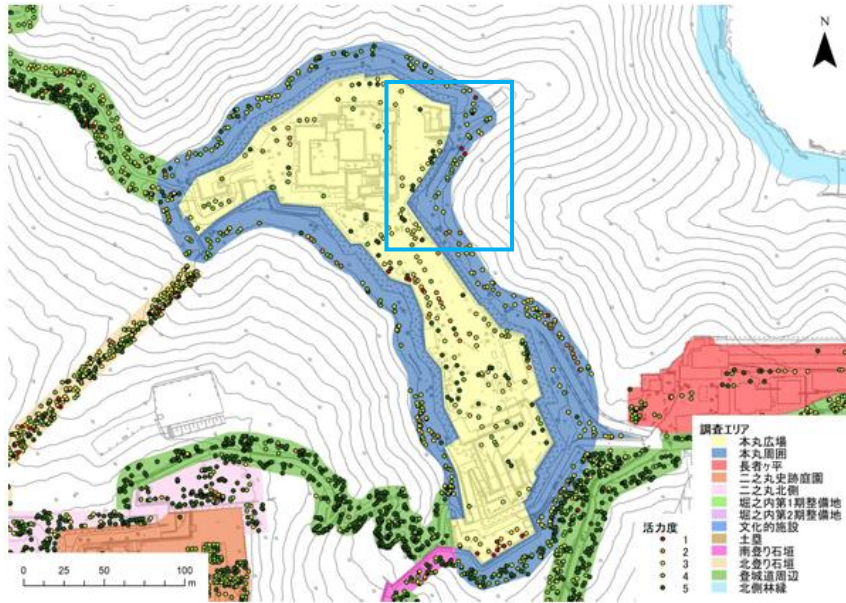 N
調査エリア
本丸広場
本丸周囲
長者ヶ平
二之丸史跡庭園
二之丸北側
堀之内第1期整備地
堀之内第2期整備地
文化的施設
土塁
南登り石垣
北登り石垣
登城道周辺
北側林縁
活力度
1
2
3
4
5
0 25 50 100
m